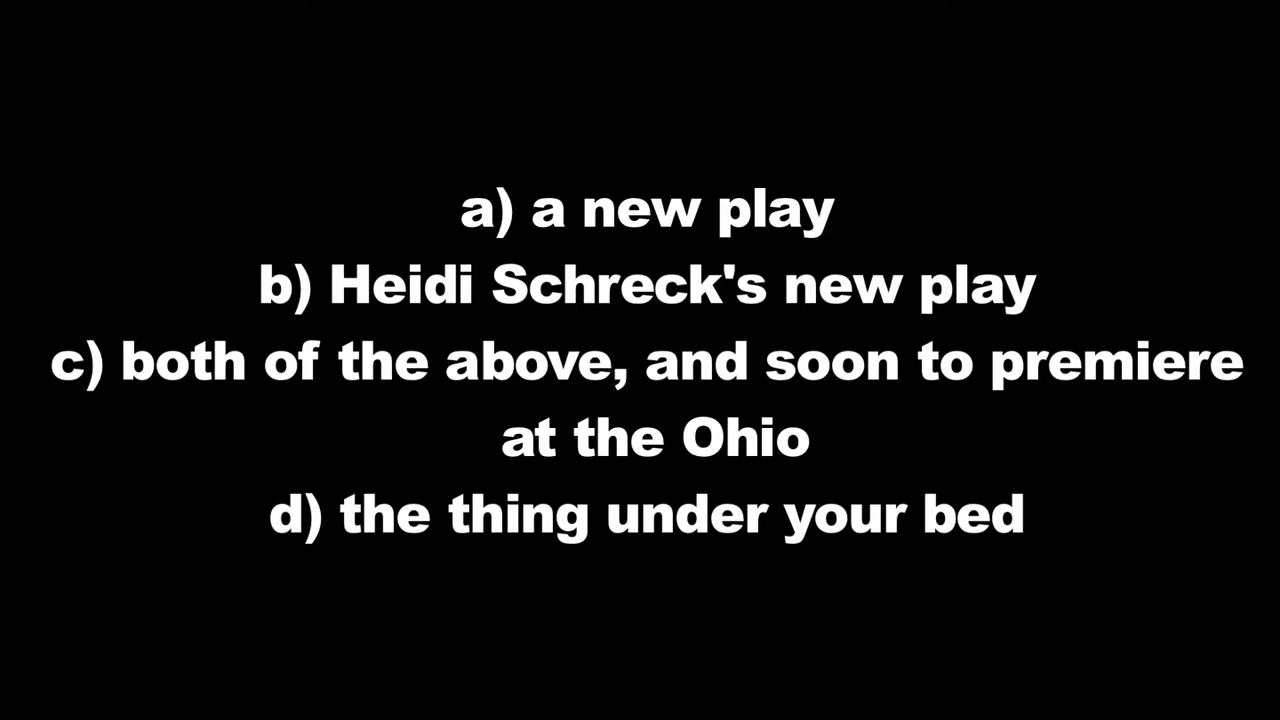 a) a new play
b) Heidi Schreck's new play
c) both of the above, and soon to premiere
at the Ohio
d) the thing under your bed